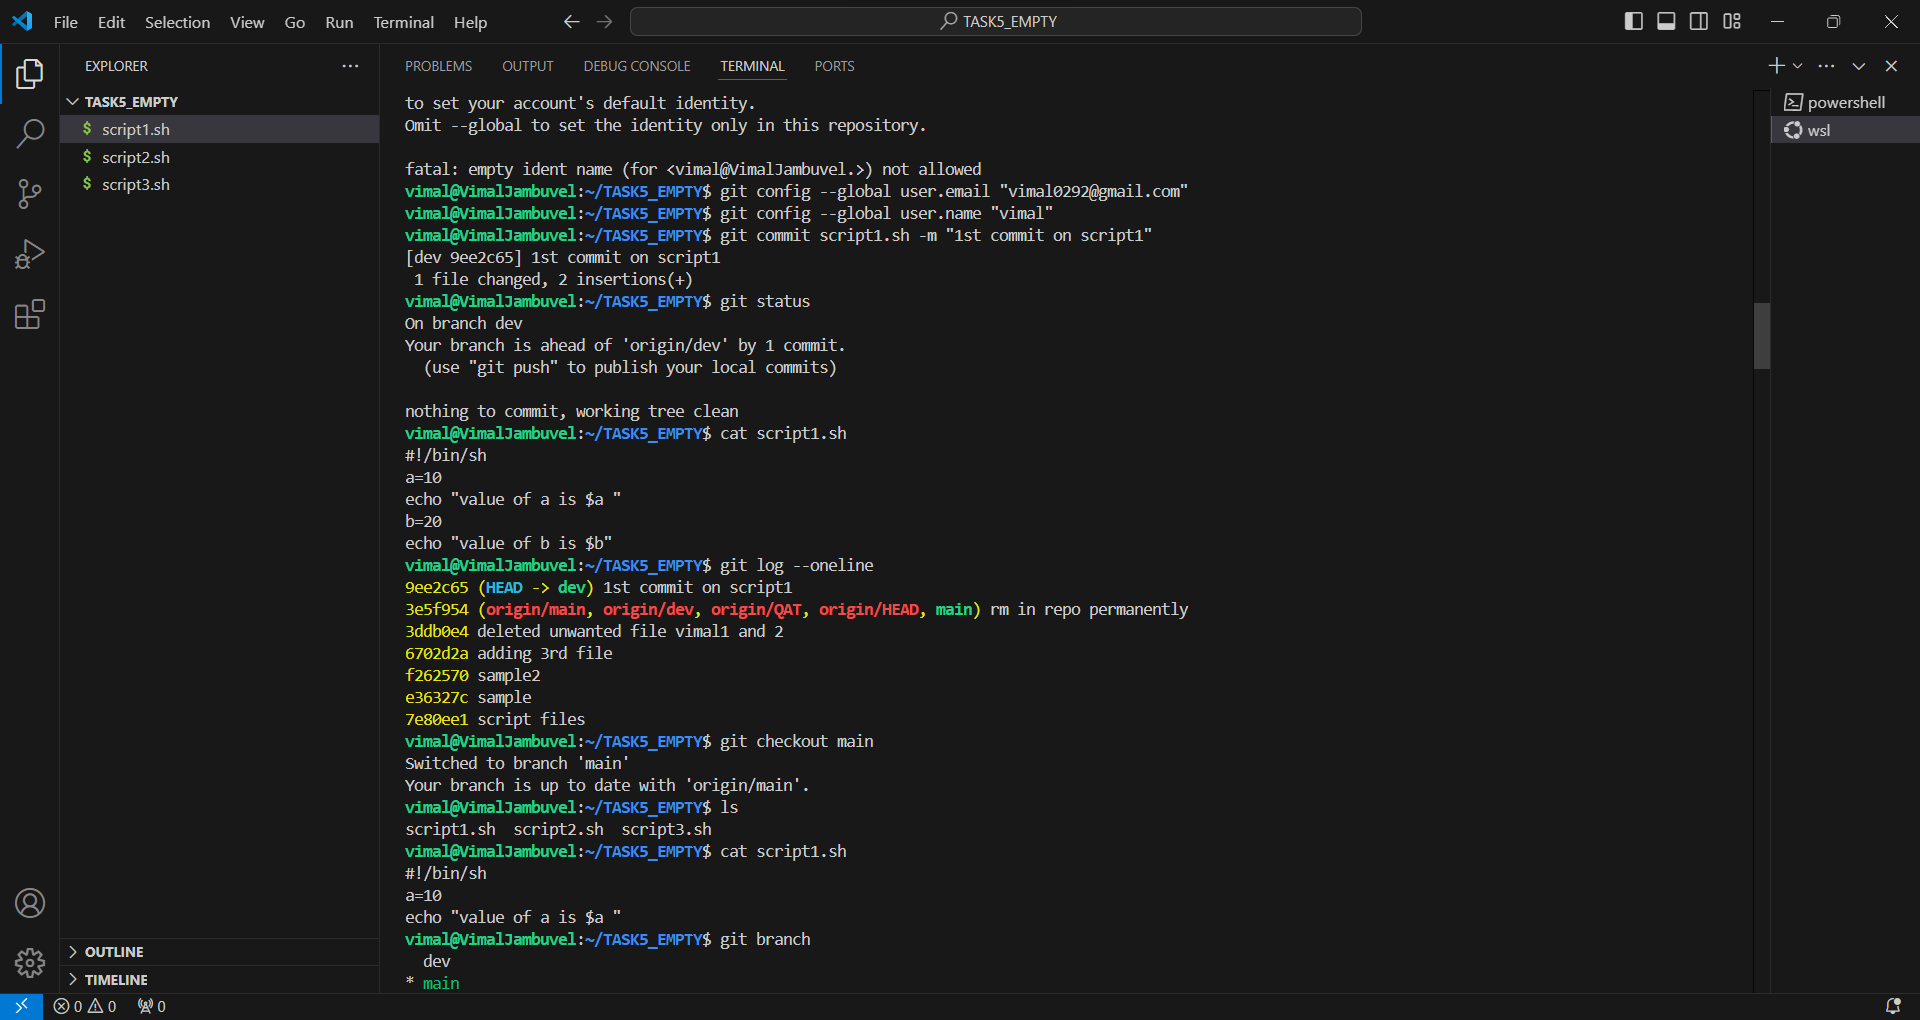 File Edit Selection View Go Run Terminal Help
TASK5_EMPTY
EXPLORER
TASK5_EMPTY
$ script1.sh
$ script2.sh
$ script3.sh
OUTLINE
TIMELINE
PROBLEMS OUTPUT DEBUG CONSOLE TERMINAL PORTS
to set your account's default identity.
Omit --global to set the identity only in this repository.
fatal: empty ident name (for <vimal@VimalJambuvel.>) not allowed
vimal@VimalJambuvel:~/TASK5_EMPTY$ git config --global user.email "vimal0292@gmail.com"
vimal@VimalJambuvel:~/TASK5_EMPTY$ git config --global user.name "vimal"
vimal@VimalJambuvel:~/TASK5_EMPTY$ git commit script1.sh -m "1st commit on script1"
[dev 9ee2c65] 1st commit on script1
1 file changed, 2 insertions(+)
vimal@VimalJambuvel:~/TASK5_EMPTY$ git status
On branch dev
Your branch is ahead of 'origin/dev' by 1 commit.
(use "git push" to publish your local commits)
nothing to commit, working tree clean
vimal@VimalJambuvel:~/TASK5_EMPTY$ cat script1.sh
#!/bin/sh
a=10
echo "value of a is $a "
b=20
echo "value of b is $b"
vimal@VimalJambuvel:~/TASK5_EMPTY$ git log --oneline
9ee2c65 (HEAD -> dev) 1st commit on script1
3e5f954 (origin/main, origin/dev, origin/QAT, origin/HEAD, main) rm in repo permanently
3ddb0e4 deleted unwanted file vimal1 and 2
6702d2a adding 3rd file
f262570 sample2
e36327c sample
7e80ee1 script files
vimal@VimalJambuvel:~/TASK5_EMPTY$ git checkout main
Switched to branch 'main'
Your branch is up to date with 'origin/main'.
vimal@VimalJambuvel:~/TASK5_EMPTY$ ls
script1.sh script2.sh script3.sh
vimal@VimalJambuvel:~/TASK5_EMPTY$ cat script1.sh
#!/bin/sh
a=10
echo "value of a is $a "
vimal@VimalJambuvel:~/TASK5_EMPTY$ git branch
dev
* main
powershell
wsl
0 0 0